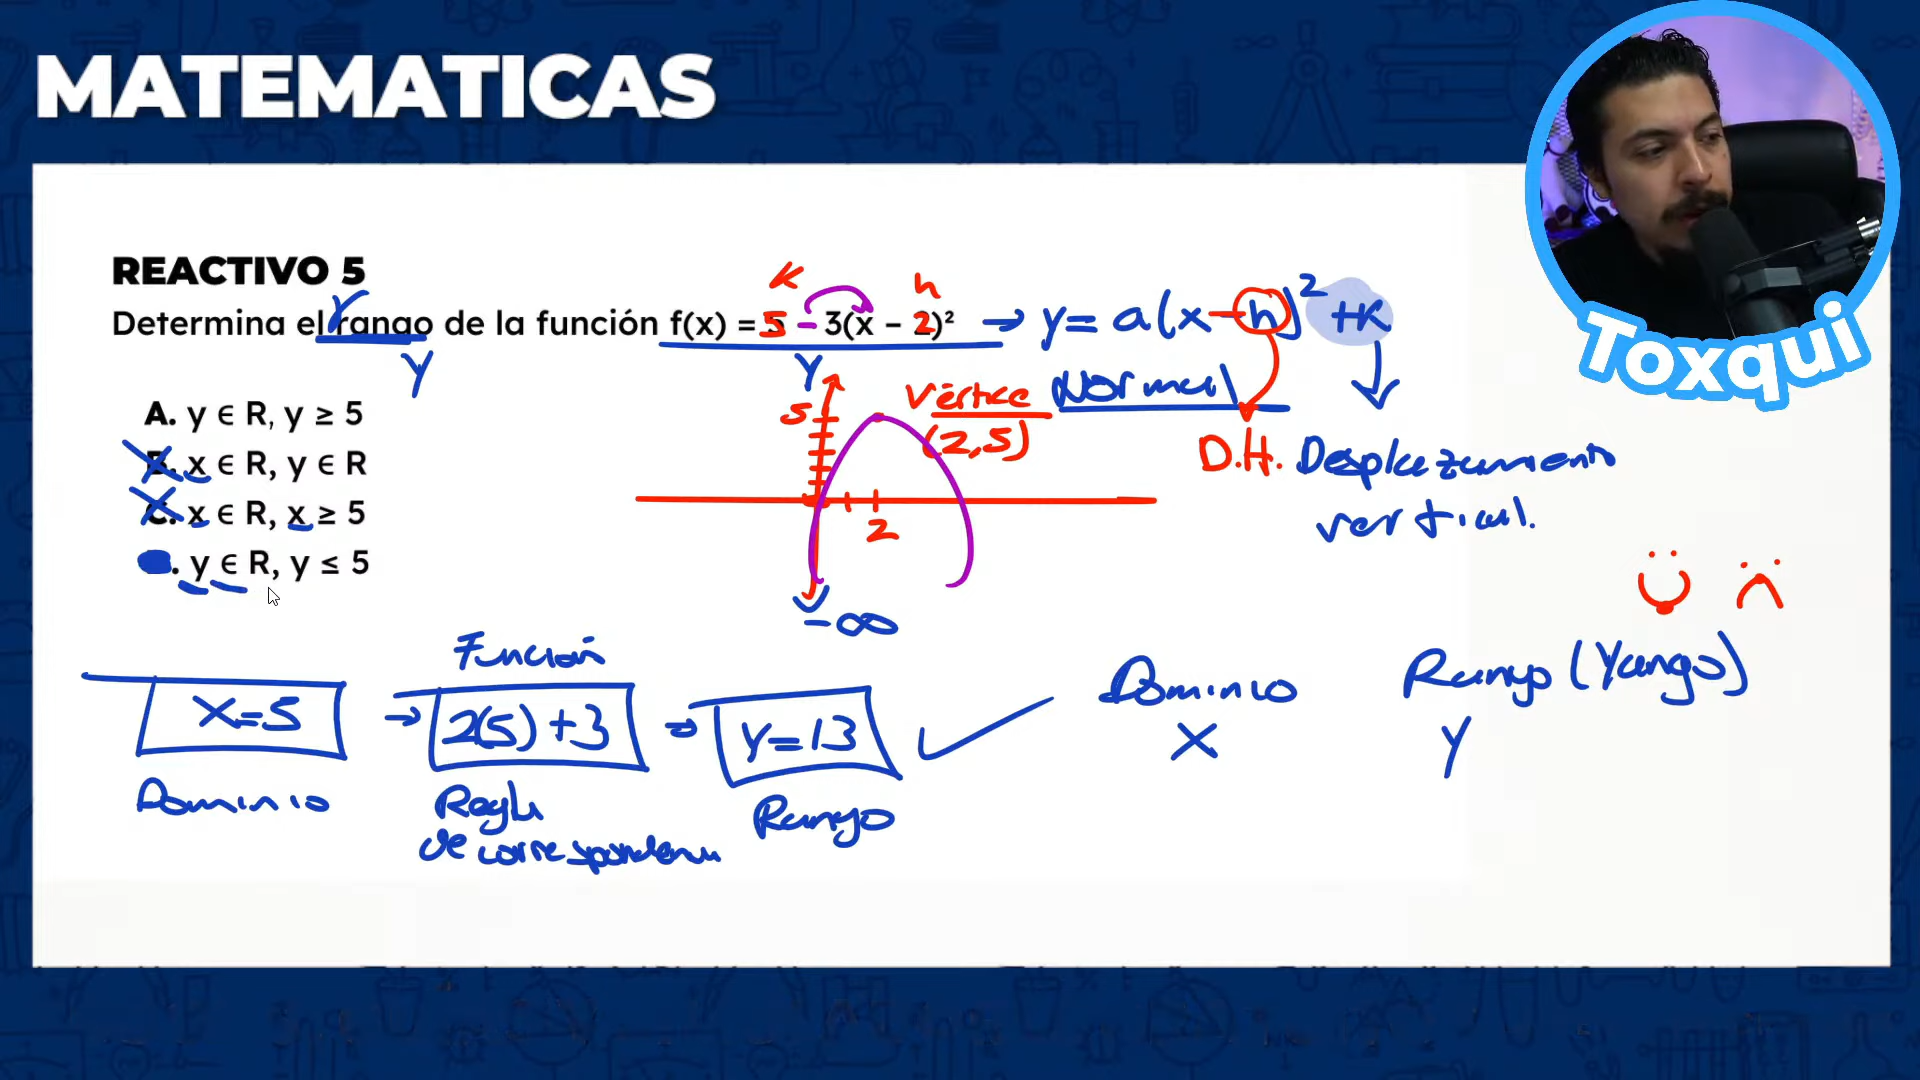 MATEMATICAS
Toxqui
REACTIVO 5
K h
Determina el rango de la función f(x) = 5 - 3(x - 2)² → y= a(x-h)² +K
Y Y
A. y ∈ R, y ≥ 5
B. x ∈ R, y ∈ R
C. x ∈ R, x ≥ 5
. y ∈ R, y ≤ 5
5
Vértice
(2,5)
Normal
2
-∞
D.H. Desplazamiento
vertical.
Función
x=5 → 2(5)+3 → y=13
Dominio
Regla
de correspondencia
Rango
Dominio Rango (Yango)
X Y